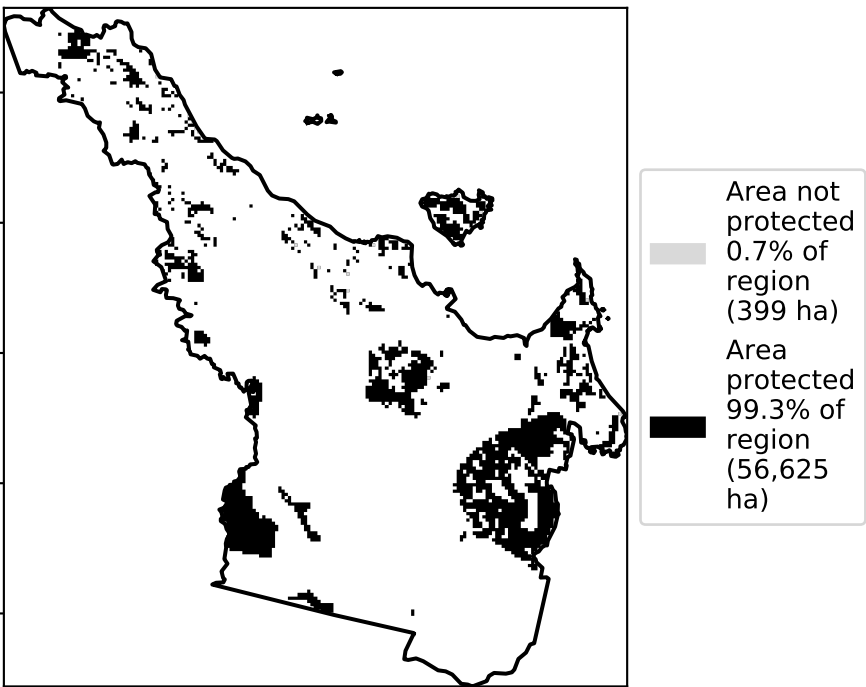 Area not
protected
0.7% of
region
(399 ha)
Area
protected
99.3% of
region
(56,625
ha)